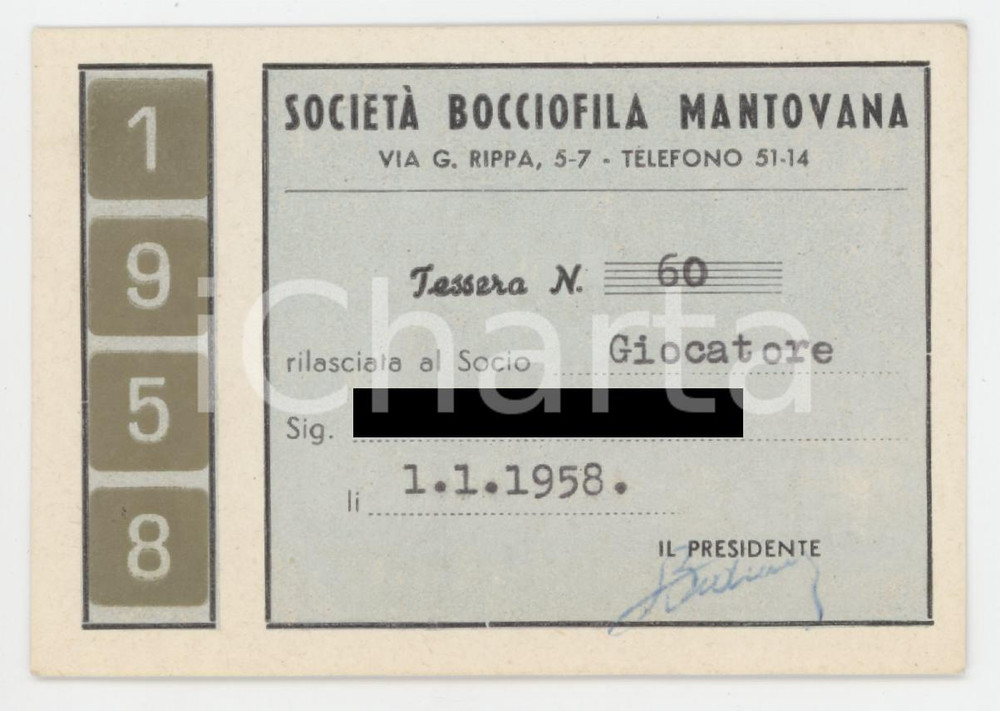 1
9
5
8
SOCIETÀ BOCCIOFILA MANTOVANA
VIA G. RIPPA, 5-7 - TELEFONO 51-14
Tessera N. 60
rilasciata al Socio Giocatore
Sig.
li 1.1.1958.
IL PRESIDENTE
iCharta